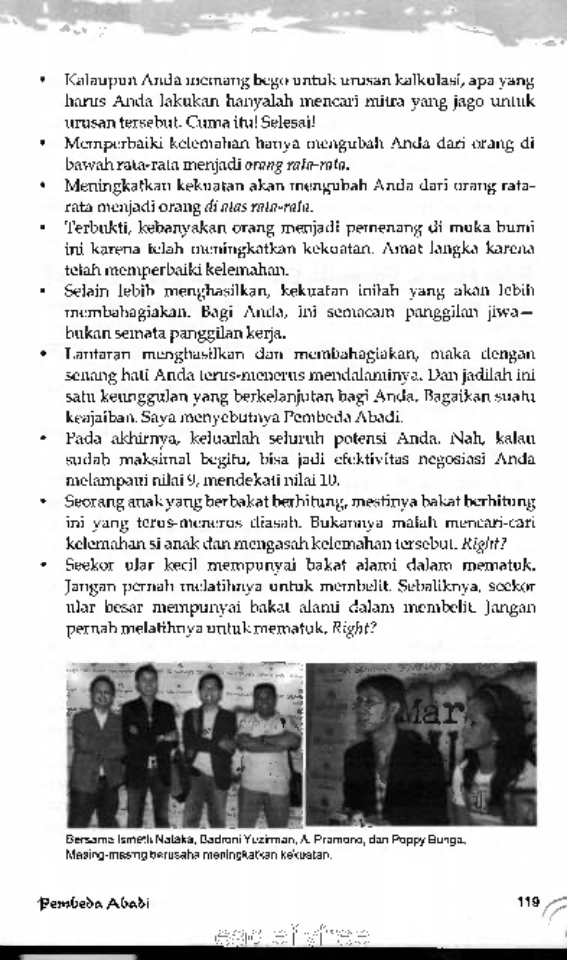 • Kalaupun Anda memang bego untuk urusan kalkulasi, apa yang
harus Anda lakukan hanyalah mencari mitra yang jago untuk
urusan tersebut. Cuma itu! Selesai!
• Memperbaiki kelemahan hanya mengubah Anda dari orang di
bawah rata-rata menjadi orang rata-rata.
• Meningkatkan kekuatan akan mengubah Anda dari orang rata-
rata menjadi orang di atas rata-rata.
• Terbukti, kebanyakan orang menjadi pemenang di muka bumi
ini karena telah meningkatkan kekuatan. Amat langka karena
telah memperbaiki kelemahan.
• Selain lebih menghasilkan, kekuatan inilah yang akan lebih
membahagiakan. Bagi Anda, ini semacam panggilan jiwa—
bukan semata panggilan kerja.
• Lantaran menghasilkan dan membahagiakan, maka dengan
senang hati Anda terus-menerus mendalaminya. Dan jadilah ini
satu keunggulan yang berkelanjutan bagi Anda. Bagaikan suatu
keajaiban. Saya menyebutnya Pembeda Abadi.
• Pada akhirnya, keluarlah seluruh potensi Anda. Nah, kalau
sudah maksimal begitu, bisa jadi efektivitas negosiasi Anda
melampaui nilai 9, mendekati nilai 10.
• Seorang anak yang berbakat berhitung, mestinya bakat berhitung
ini yang terus-menerus diasah. Bukannya malah mencari-cari
kelemahan si anak dan mengasah kelemahan tersebut. Right?
• Seekor ular kecil mempunyai bakat alami dalam mematuk.
Jangan pernah melatihnya untuk membelit. Sebaliknya, seekor
ular besar mempunyai bakat alami dalam membelit. Jangan
pernah melatihnya untuk mematuk. Right?
Mar
Bersama Ismeth Nataka, Badroni Yuzirman, A. Pramono, dan Poppy Bunga.
Masing-masing berusaha meningkatkan kekuatan.
Pembeda Abadi 119